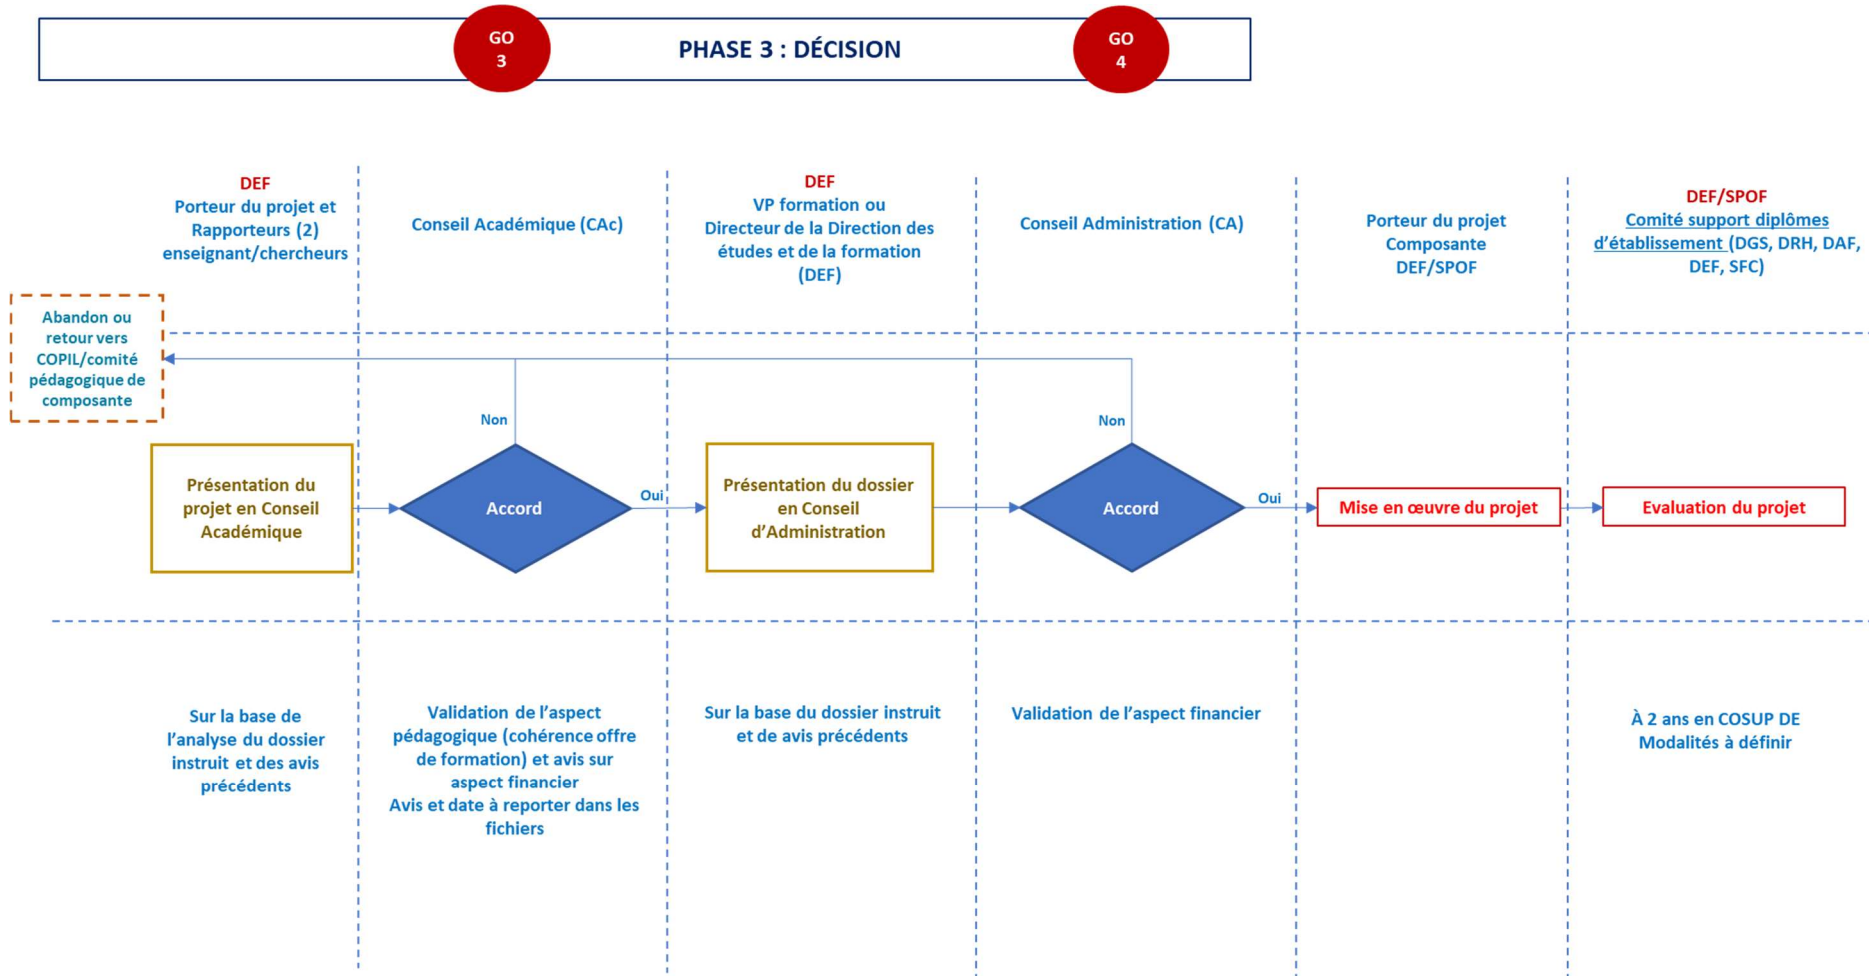 GO
3
PHASE 3 : DÉCISION
GO
4
DEF
Porteur du projet et
Rapporteurs (2)
enseignant/chercheurs
Conseil Académique (CAc)
DEF
VP formation ou
Directeur de la Direction des
études et de la formation
(DEF)
Conseil Administration (CA)
Porteur du projet
Composante
DEF/SPOF
DEF/SPOF
Comité support diplômes
d’établissement (DGS, DRH, DAF,
DEF, SFC)
Abandon ou
retour vers
COPIL/comité
pédagogique de
composante
Non
Non
Présentation du
projet en Conseil
Académique
Accord
Oui
Présentation du dossier
en Conseil
d’Administration
Accord
Oui
Mise en œuvre du projet
Evaluation du projet
Sur la base de
l’analyse du dossier
instruit et des avis
précédents
Validation de l’aspect
pédagogique (cohérence offre
de formation) et avis sur
aspect financier
Avis et date à reporter dans les
fichiers
Sur la base du dossier instruit
et de avis précédents
Validation de l’aspect financier
À 2 ans en COSUP DE
Modalités à définir